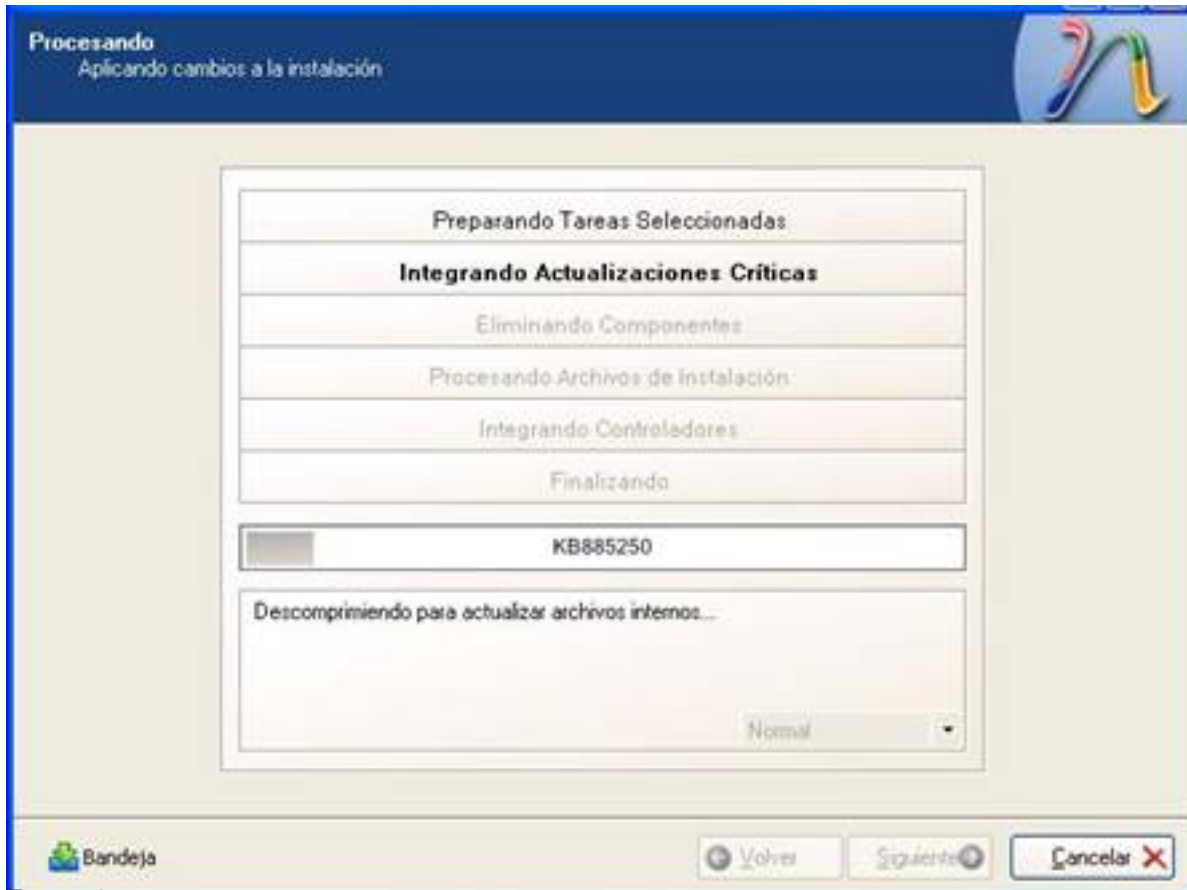 Procesando
Aplicando cambios a la instalación
Preparando Tareas Seleccionadas
Integrando Actualizaciones Críticas
Eliminando Componentes
Procesando Archivos de Instalación
Integrando Controladores
Finalizando
KB885250
Descomprimiendo para actualizar archivos internos...
Normal
Bandeja
Volver
Siguiente
Cancelar